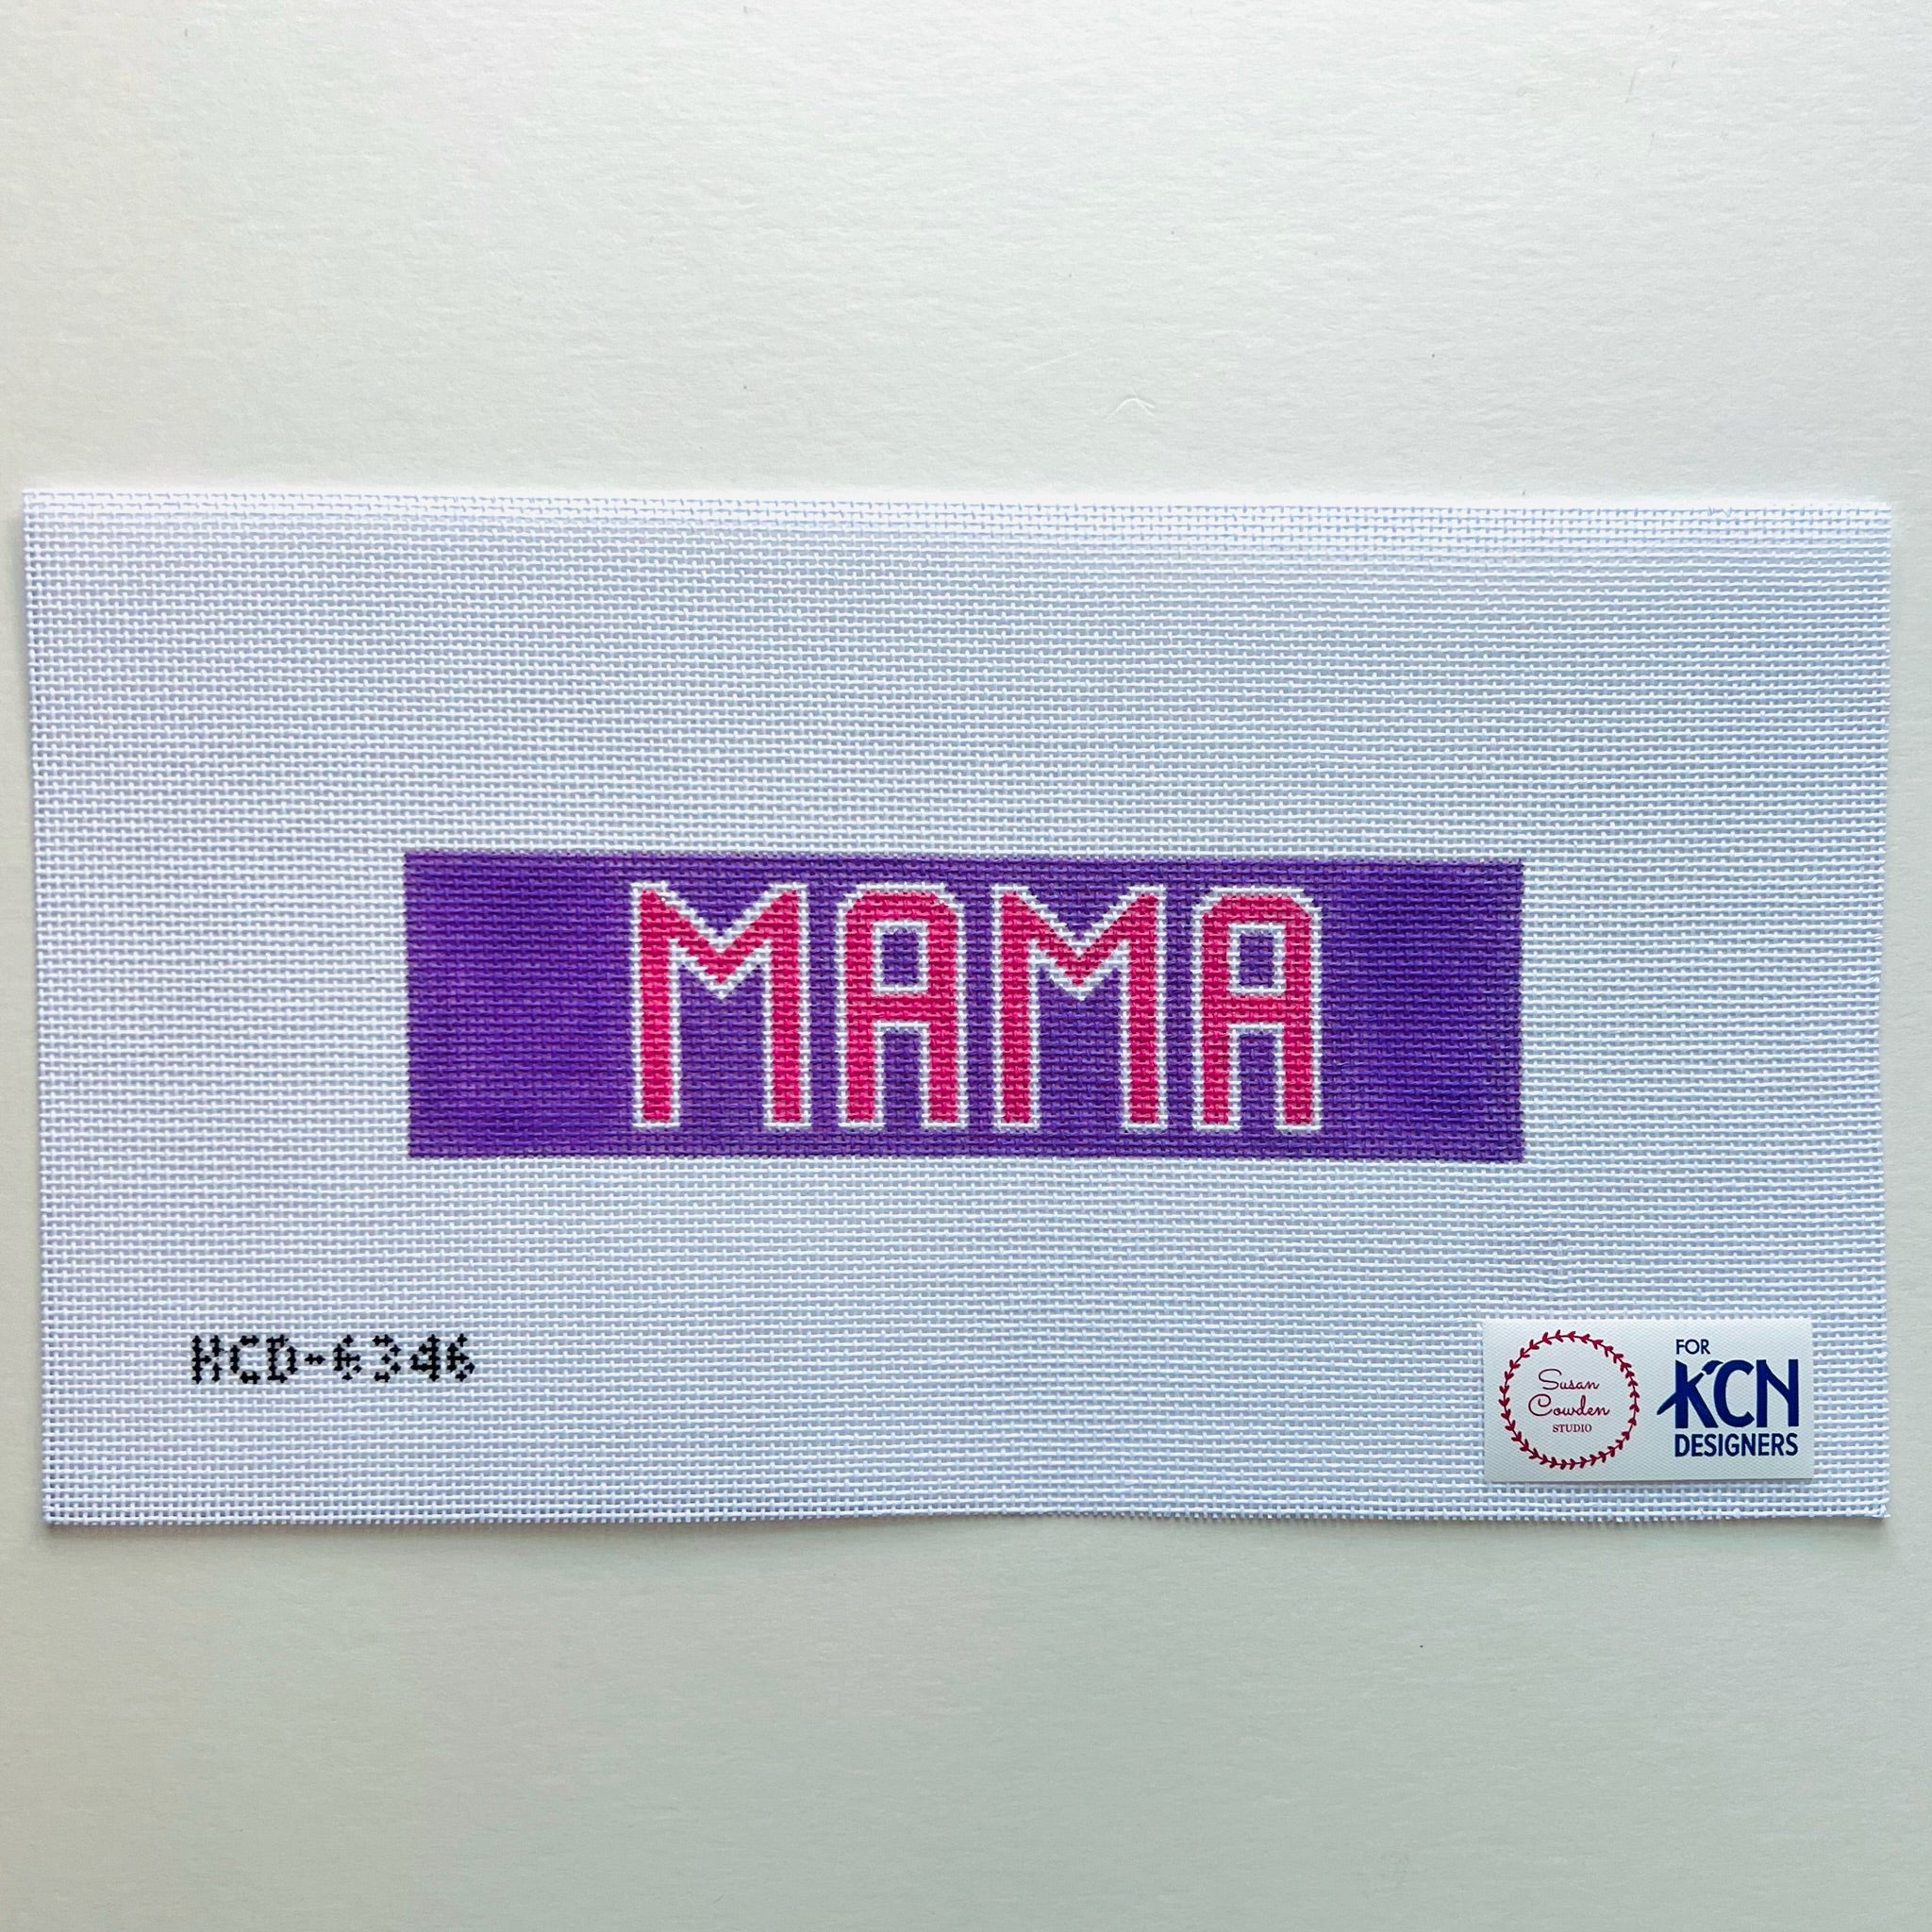 MAMA
KCD-6346
Susan
Cowden
STUDIO
FOR
KCN
DESIGNERS